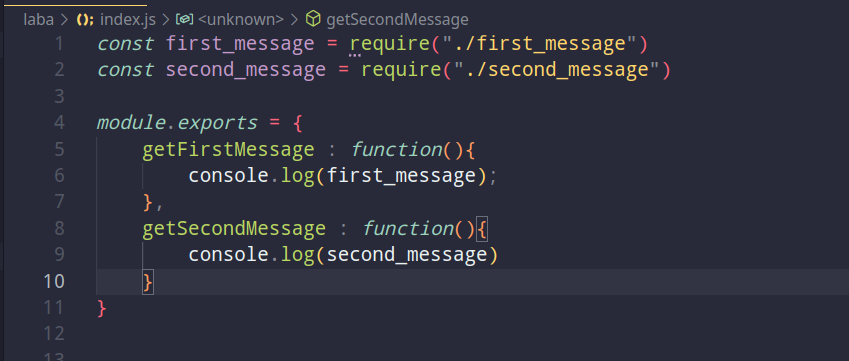 laba > index.js > <unknown> > getSecondMessage
1 const first_message = require("./first_message")
2 const second_message = require("./second_message")
3
4 module.exports = {
5 getFirstMessage : function(){
6 console.log(first_message);
7 },
8 getSecondMessage : function(){
9 console.log(second_message)
10 }
11 }
12
13